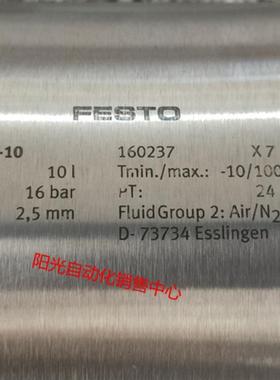 FESTO
-10 160237 X7
10 l Tmin./max.: -10/100
16 bar PT: 24
2,5 mm FluidGroup 2: Air/N2
D- 73734 Esslingen
阳光自动化销售中心